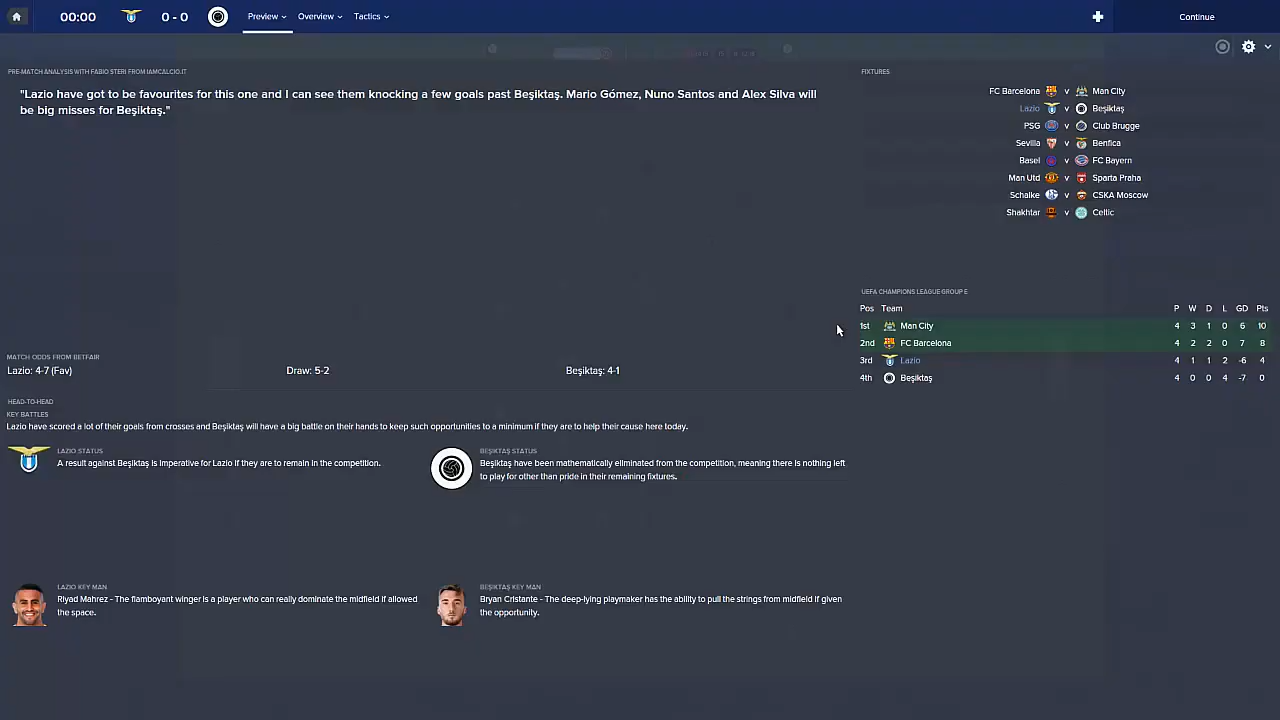 00:00 0 - 0 Preview Overview Tactics Continue
PRE-MATCH ANALYSIS WITH FABIO STERI FROM IAMCALCIO.IT
"Lazio have got to be favourites for this one and I can see them knocking a few goals past Beşiktaş. Mario Gómez, Nuno Santos and Alex Silva will
be big misses for Beşiktaş."
FIXTURES
FC Barcelona v Man City
Lazio v Beşiktaş
PSG v Club Brugge
Sevilla v Benfica
Basel v FC Bayern
Man Utd v Sparta Praha
Schalke v CSKA Moscow
Shakhtar v Celtic
UEFA CHAMPIONS LEAGUE GROUP E
Pos Team P W D L GD Pts
1st Man City 4 3 1 0 6 10
2nd FC Barcelona 4 2 2 0 7 8
3rd Lazio 4 1 1 2 -6 4
4th Beşiktaş 4 0 0 4 -7 0
MATCH ODDS FROM BETFAIR
Lazio: 4-7 (Fav) Draw: 5-2 Beşiktaş: 4-1
HEAD-TO-HEAD
KEY BATTLES
Lazio have scored a lot of their goals from crosses and Beşiktaş will have a big battle on their hands to keep such opportunities to a minimum if they are to help their cause here today.
LAZIO STATUS
A result against Beşiktaş is imperative for Lazio if they are to remain in the competition.
BEŞIKTAŞ STATUS
Beşiktaş have been mathematically eliminated from the competition, meaning there is nothing left
to play for other than pride in their remaining fixtures.
LAZIO KEY MAN
Riyad Mahrez - The flamboyant winger is a player who can really dominate the midfield if allowed
the space.
BEŞIKTAŞ KEY MAN
Bryan Cristante - The deep-lying playmaker has the ability to pull the strings from midfield if given
the opportunity.